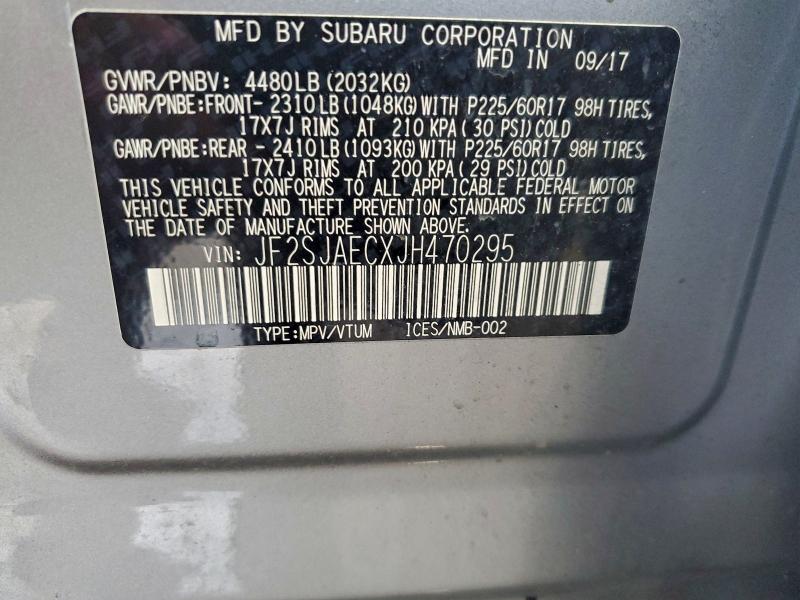 MFD BY SUBARU CORPORATION
MFD IN 09/17
GVWR/PNBV: 4480LB (2032KG)
GAWR/PNBE:FRONT- 2310 LB (1048KG) WITH P225/60R17 98H TIRES,
17X7J RIMS AT 210 KPA ( 30 PSI) COLD
GAWR/PNBE:REAR - 2410 LB (1093KG) WITH P225/60R17 98H TIRES,
17X7J RIMS AT 200 KPA ( 29 PSI) COLD
THIS VEHICLE CONFORMS TO ALL APPLICABLE FEDERAL MOTOR
VEHICLE SAFETY AND THEFT PREVENTION STANDARDS IN EFFECT ON
THE DATE OF MANUFACTURE SHOWN ABOVE.
VIN: JF2SJAECXJH470295
TYPE:MPV/VTUM ICES/NMB-002